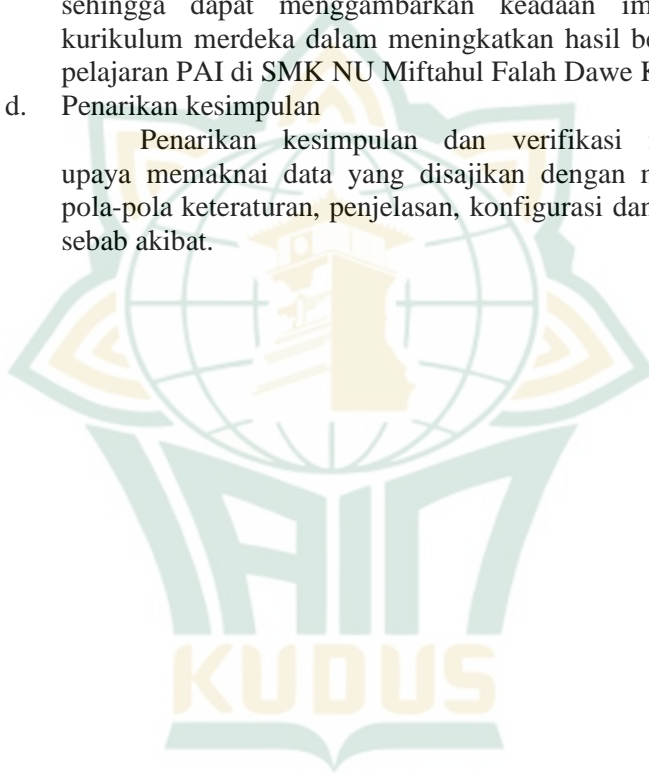 sehingga dapat menggambarkan keadaan im
kurikulum merdeka dalam meningkatkan hasil be
pelajaran PAI di SMK NU Miftahul Falah Dawe K
d. Penarikan kesimpulan
Penarikan kesimpulan dan verifikasi
upaya memaknai data yang disajikan dengan m
pola-pola keteraturan, penjelasan, konfigurasi dan
sebab akibat.
IAIN
KUDUS